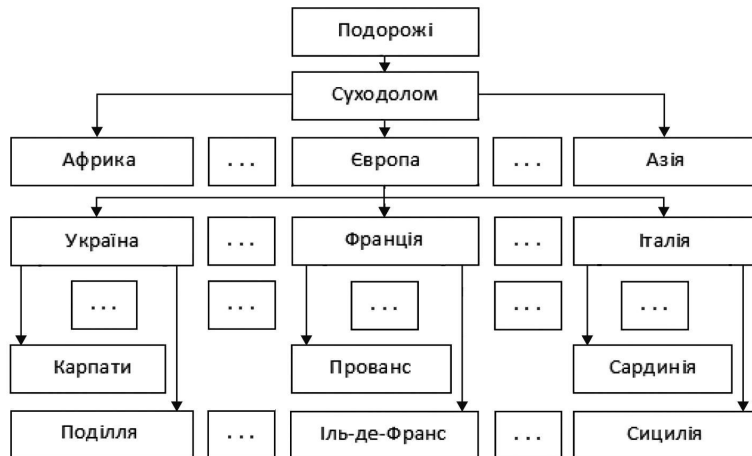 Подорожі
Суходолом
Африка ... Європа ... Азія
Україна ... Франція ... Італія
... ... ... ... ...
Карпати Прованс Сардинія
Поділля ... Іль-де-Франс ... Сицилія